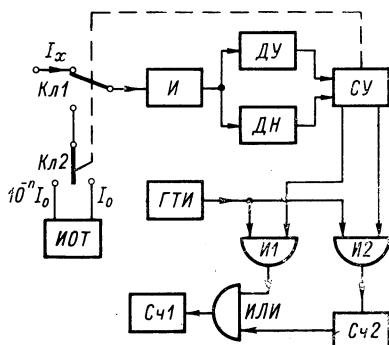 Ix
Кл1
И
ДУ
ДН
СУ
Кл2
10⁻ⁿI₀
I₀
ИОТ
ГТИ
И1
И2
ИЛИ
Сч1
Сч2